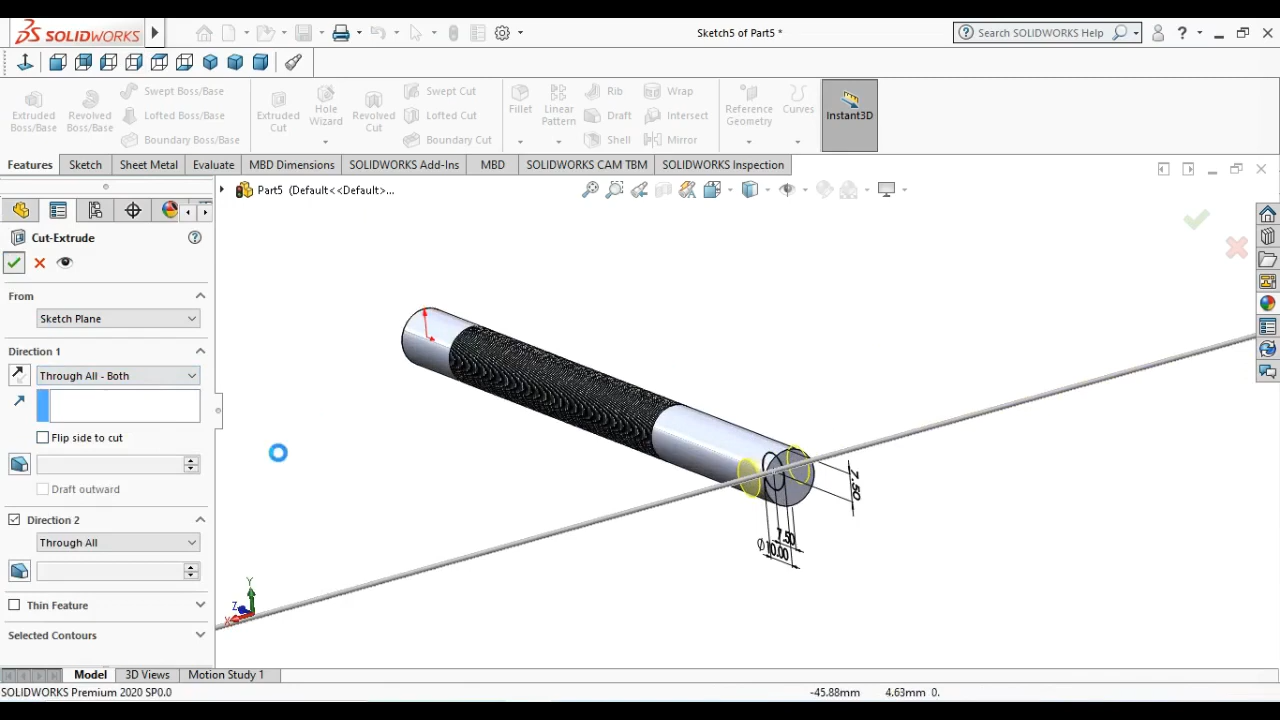 SOLIDWORKS
Sketch5 of Part5 *
Search SOLIDWORKS Help
?
Extruded Boss/Base
Revolved Boss/Base
Swept Boss/Base
Lofted Boss/Base
Boundary Boss/Base
Extruded Cut
Hole Wizard
Revolved Cut
Swept Cut
Lofted Cut
Boundary Cut
Fillet
Linear Pattern
Rib
Draft
Shell
Wrap
Intersect
Mirror
Reference Geometry
Curves
Instant3D
Features
Sketch
Sheet Metal
Evaluate
MBD Dimensions
SOLIDWORKS Add-Ins
MBD
SOLIDWORKS CAM TBM
SOLIDWORKS Inspection
Part5 (Default<<Default>...
Cut-Extrude
?
From
Sketch Plane
Direction 1
Through All - Both
Flip side to cut
Draft outward
Direction 2
Through All
Thin Feature
Selected Contours
7.50
7.50
Ø10.00
Y
Z
X
Model
3D Views
Motion Study 1
SOLIDWORKS Premium 2020 SP0.0
-45.88mm
4.63mm 0.